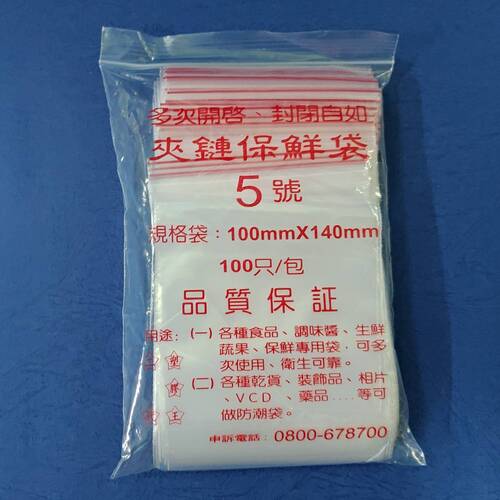 多次開啓、封閉自如
夾鏈保鮮袋
5號
規格袋：100mmX140mm
100只/包
品質保証
用途：(一) 各種食品、調味醬、生鮮
蔬果、保鮮專用袋，可多
次使用、衛生可靠。
(二) 各種乾貨、裝飾品、相片
、VCD、藥品....等可
做防潮袋。
申訴電話：0800-678700